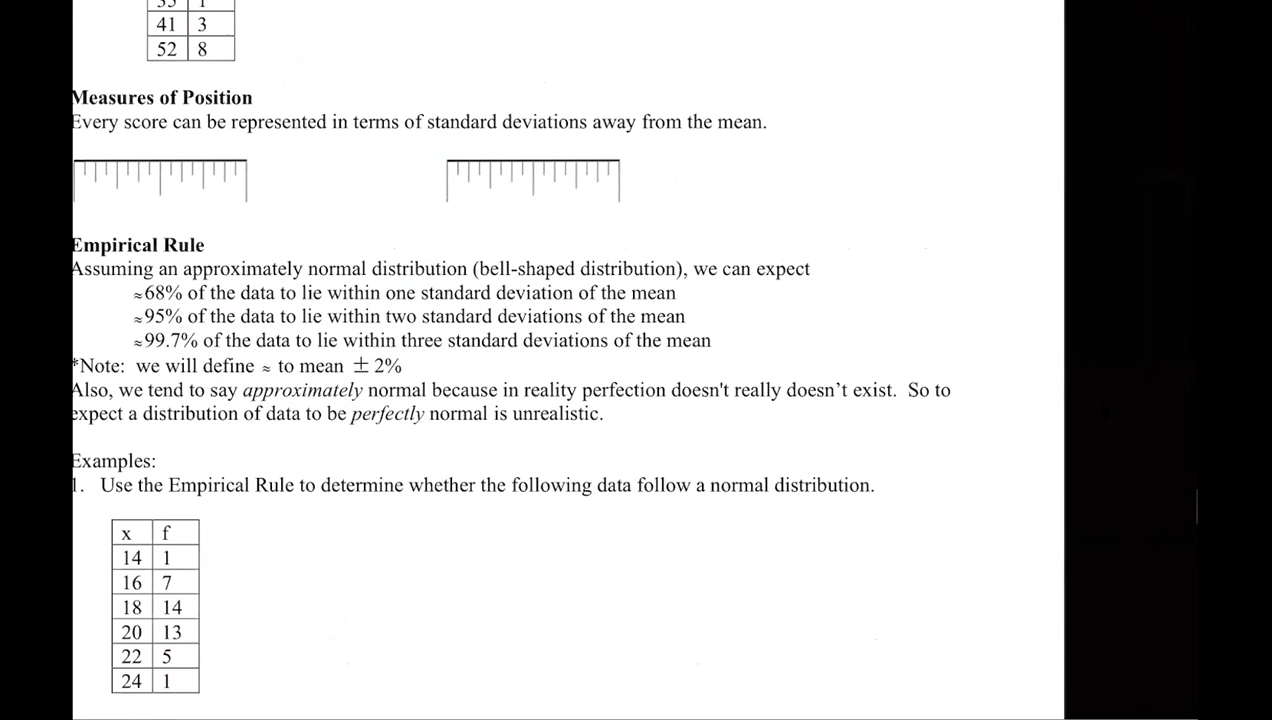 35 1
41 3
52 8
Measures of Position
Every score can be represented in terms of standard deviations away from the mean.
Empirical Rule
Assuming an approximately normal distribution (bell-shaped distribution), we can expect
≈68% of the data to lie within one standard deviation of the mean
≈95% of the data to lie within two standard deviations of the mean
≈99.7% of the data to lie within three standard deviations of the mean
*Note: we will define ≈ to mean ± 2%
Also, we tend to say approximately normal because in reality perfection doesn't really doesn’t exist. So to
expect a distribution of data to be perfectly normal is unrealistic.
Examples:
1. Use the Empirical Rule to determine whether the following data follow a normal distribution.
x f
14 1
16 7
18 14
20 13
22 5
24 1